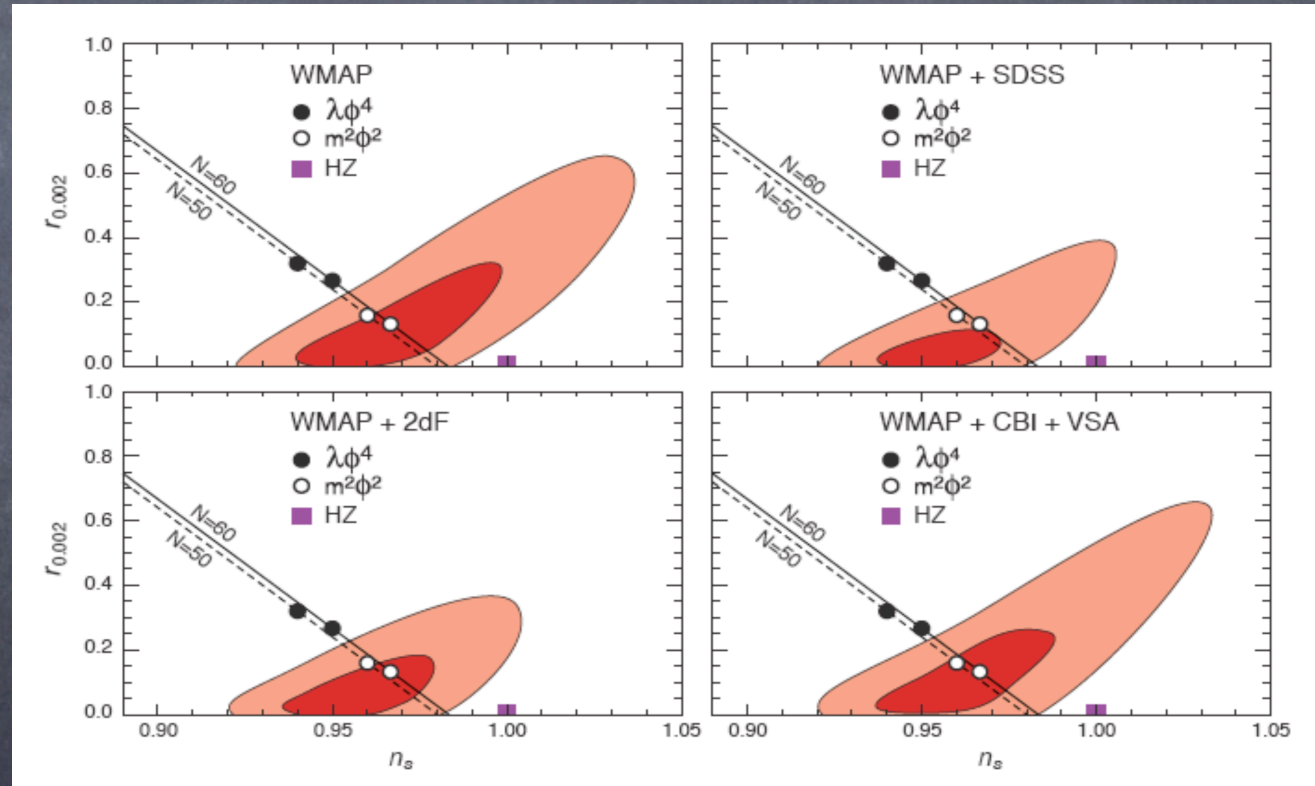 1.0
0.8
0.6
0.4
0.2
0.0
r0.002
WMAP
λϕ⁴
m²ϕ²
HZ
N=60
N=50
WMAP + SDSS
λϕ⁴
m²ϕ²
HZ
N=60
N=50
1.0
0.8
0.6
0.4
0.2
0.0
r0.002
WMAP + 2dF
λϕ⁴
m²ϕ²
HZ
N=60
N=50
WMAP + CBI + VSA
λϕ⁴
m²ϕ²
HZ
N=60
N=50
0.90 0.95 1.00 1.05
0.90 0.95 1.00 1.05
ns
ns